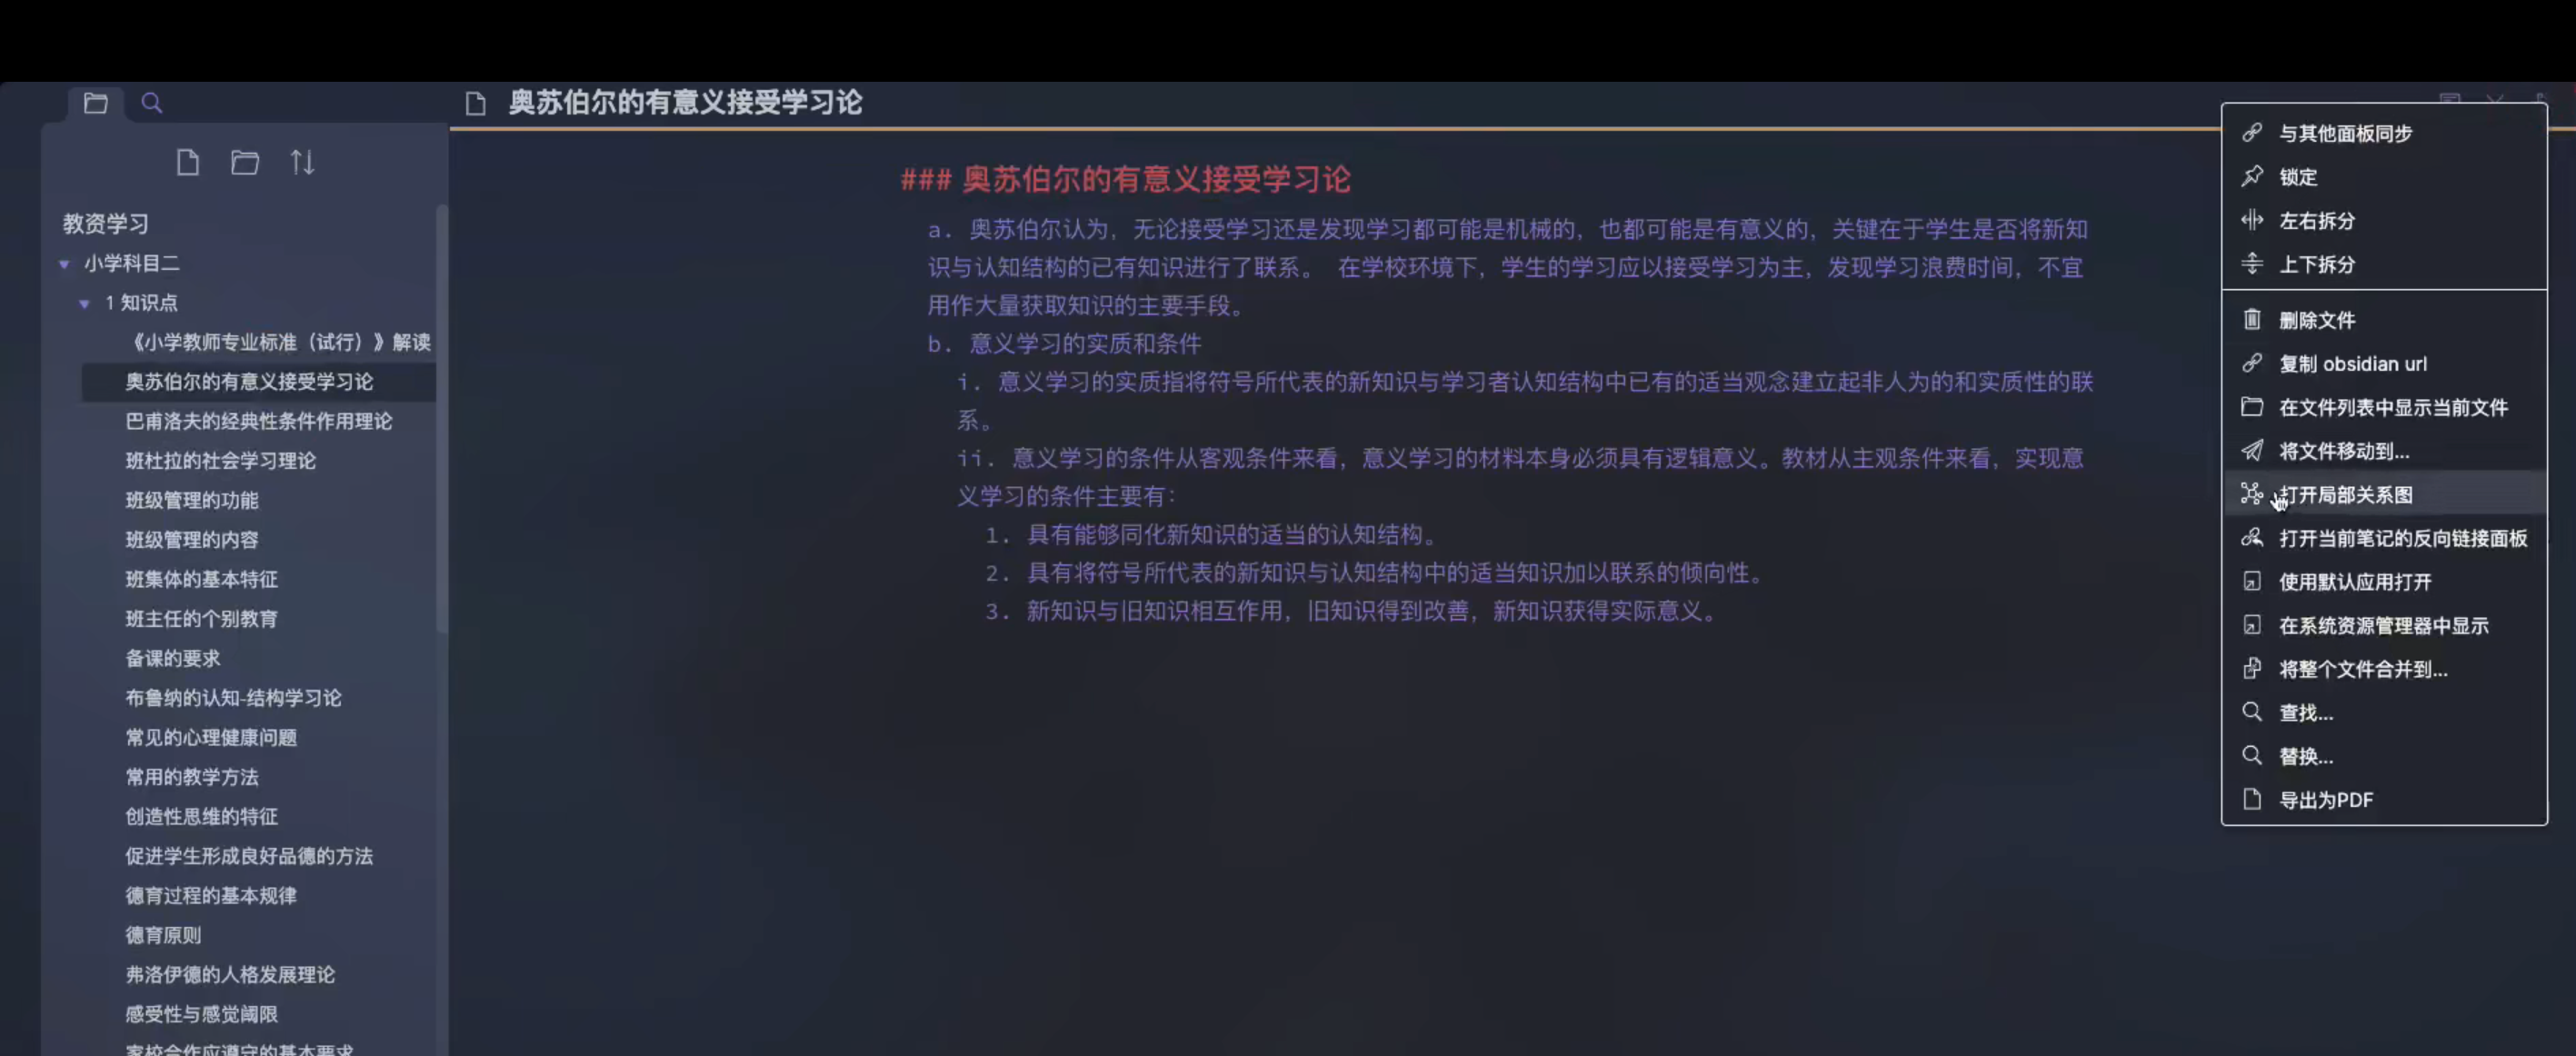 奥苏伯尔的有意义接受学习论
教资学习
小学科目二
1 知识点
《小学教师专业标准（试行）》解读
奥苏伯尔的有意义接受学习论
巴甫洛夫的经典性条件作用理论
班杜拉的社会学习理论
班级管理的功能
班级管理的内容
班集体的基本特征
班主任的个别教育
备课的要求
布鲁纳的认知-结构学习论
常见的心理健康问题
常用的教学方法
创造性思维的特征
促进学生形成良好品德的方法
德育过程的基本规律
德育原则
弗洛伊德的人格发展理论
感受性与感觉阈限
家校合作应遵守的基本要求
### 奥苏伯尔的有意义接受学习论
a. 奥苏伯尔认为，无论接受学习还是发现学习都可能是机械的，也都可能是有意义的，关键在于学生是否将新知
识与认知结构的已有知识进行了联系。 在学校环境下，学生的学习应以接受学习为主，发现学习浪费时间，不宜
用作大量获取知识的主要手段。
b. 意义学习的实质和条件
i. 意义学习的实质指将符号所代表的新知识与学习者认知结构中已有的适当观念建立起非人为的和实质性的联
系。
ii. 意义学习的条件从客观条件来看，意义学习的材料本身必须具有逻辑意义。教材从主观条件来看，实现意
义学习的条件主要有：
1. 具有能够同化新知识的适当的认知结构。
2. 具有将符号所代表的新知识与认知结构中的适当知识加以联系的倾向性。
3. 新知识与旧知识相互作用，旧知识得到改善，新知识获得实际意义。
与其他面板同步
锁定
左右拆分
上下拆分
删除文件
复制 obsidian url
在文件列表中显示当前文件
将文件移动到...
打开局部关系图
打开当前笔记的反向链接面板
使用默认应用打开
在系统资源管理器中显示
将整个文件合并到...
查找...
替换...
导出为PDF